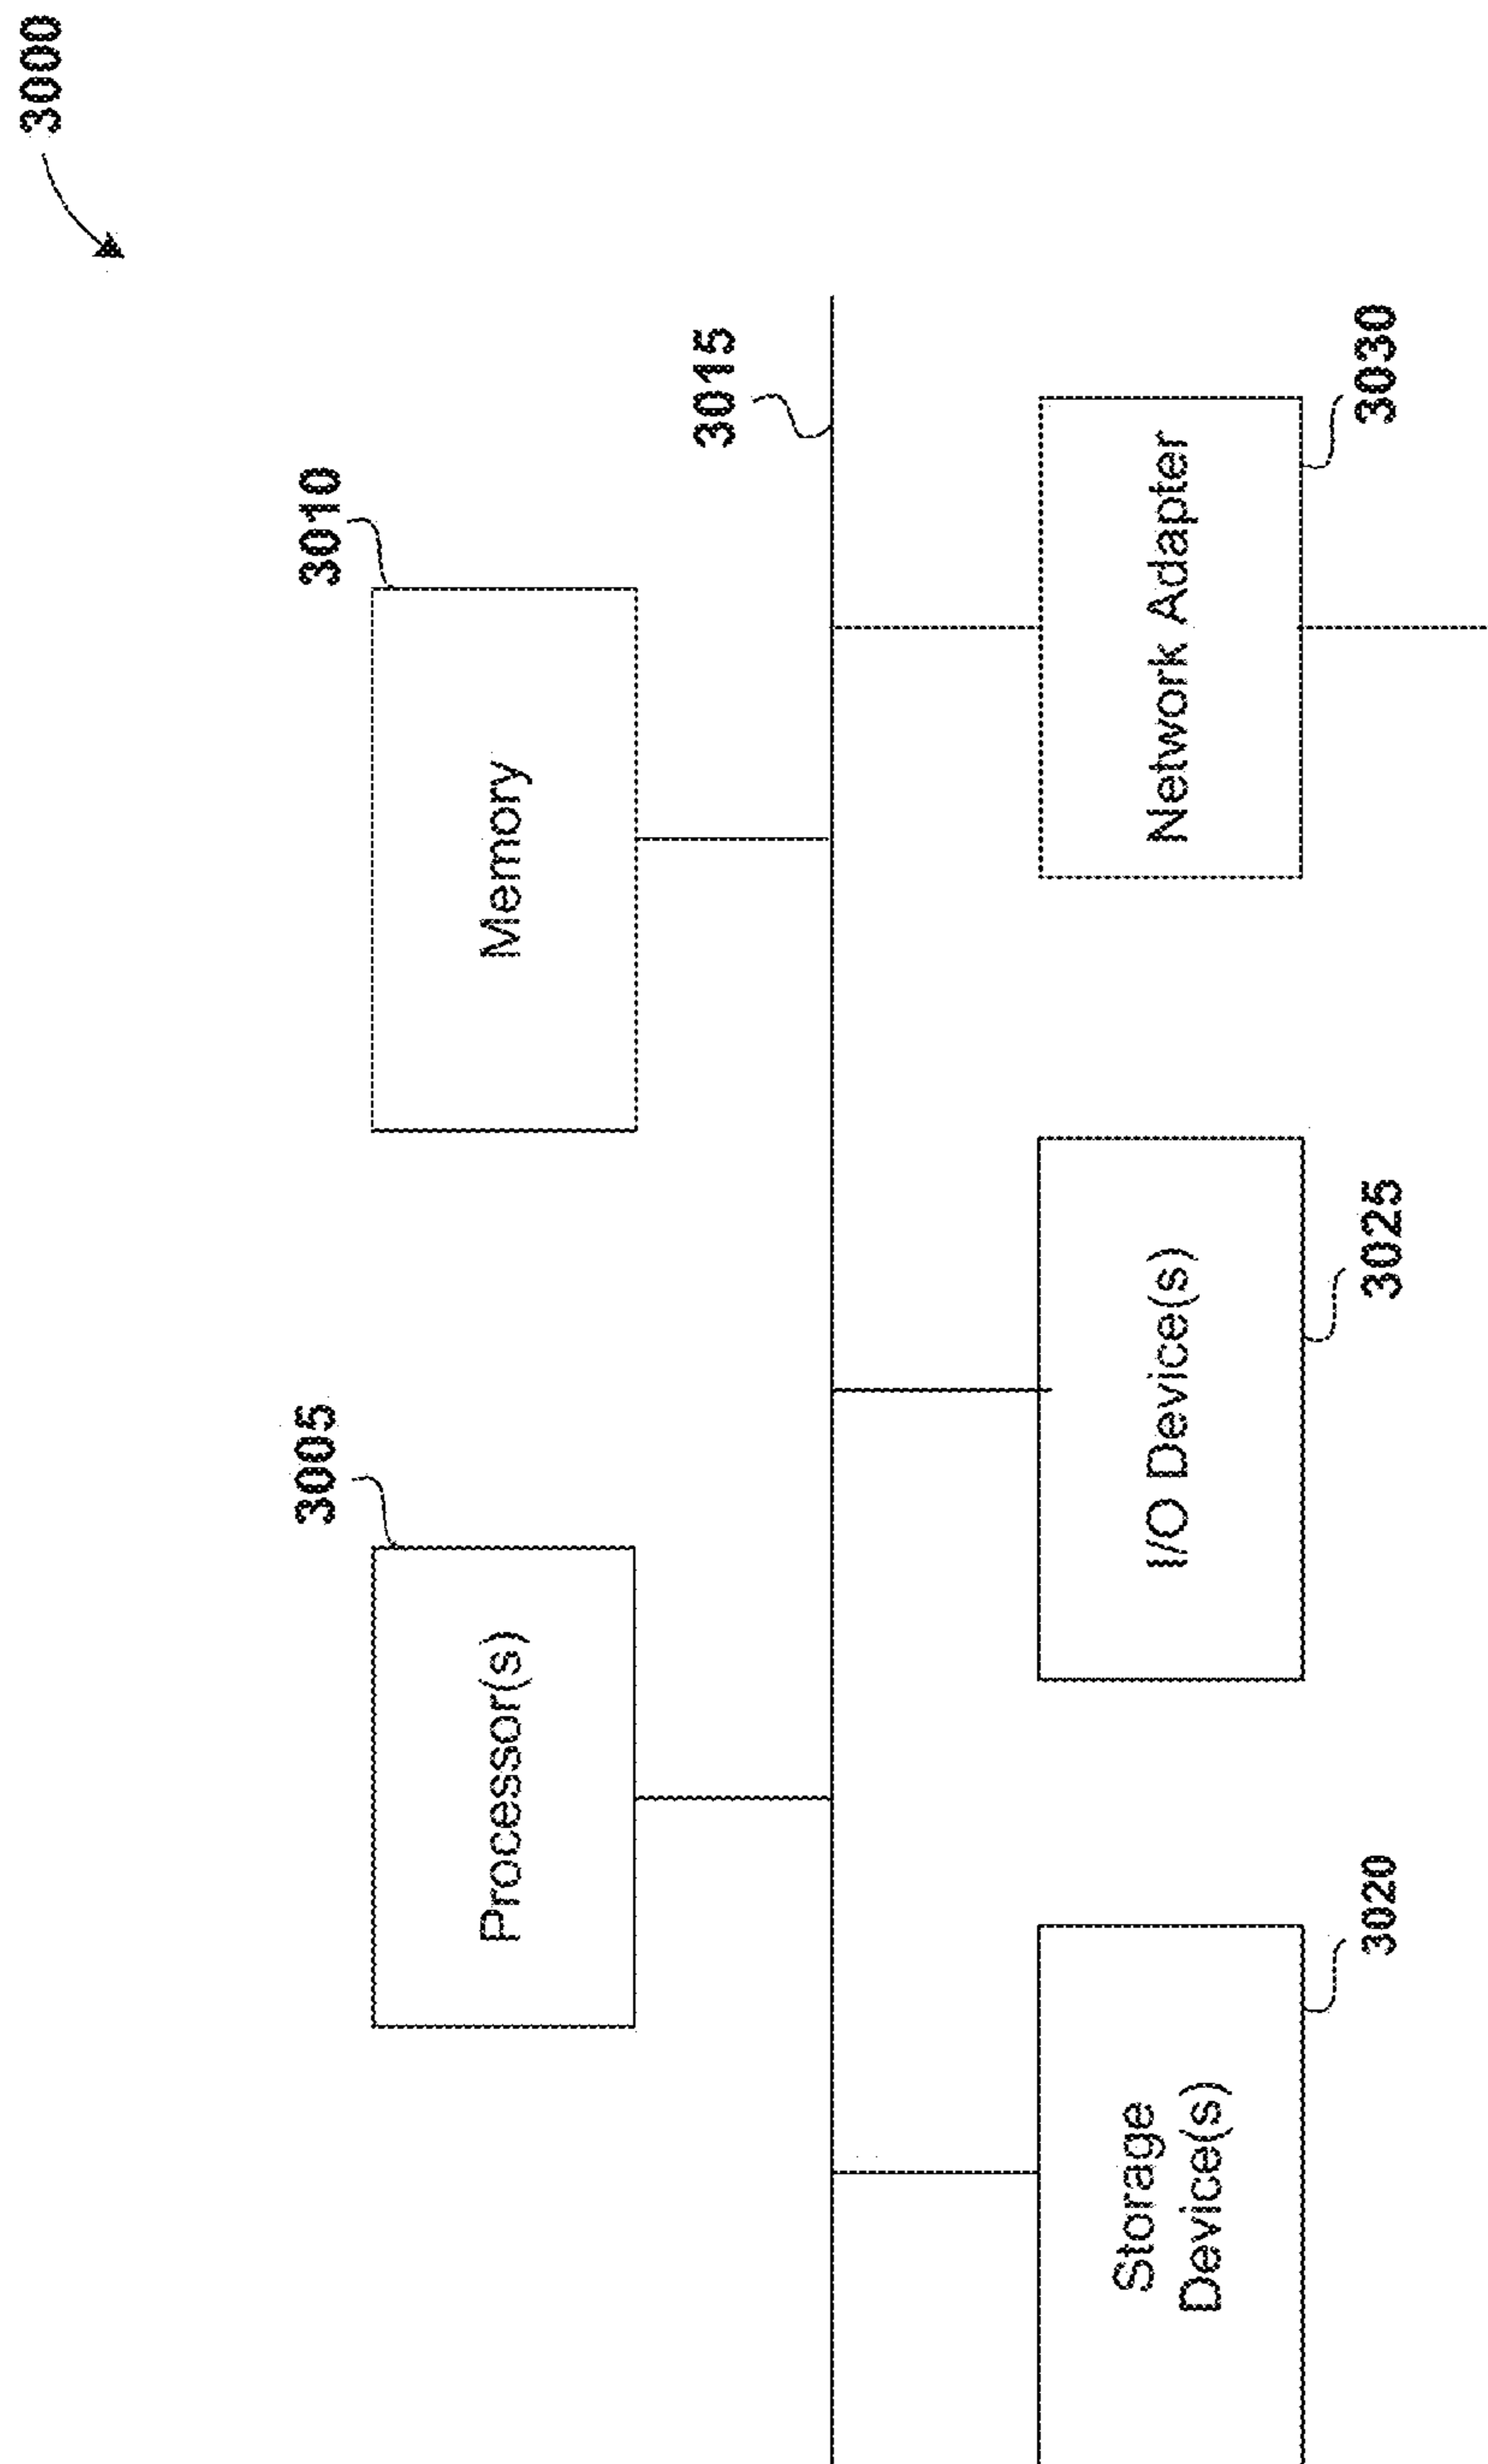 3000
3005
3010
Processor(s)
Memory
3015
Storage
Device(s)
I/O Device(s)
Network Adapter
3020
3025
3030